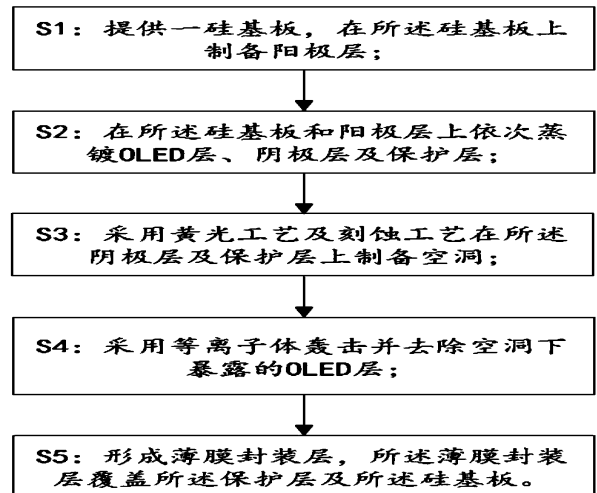 S1：提供一硅基板，在所述硅基板上
制备阳极层；
S2：在所述硅基板和阳极层上依次蒸
镀OLED层、阴极层及保护层；
S3：采用黄光工艺及刻蚀工艺在所述
阴极层及保护层上制备空洞；
S4：采用等离子体轰击并去除空洞下
暴露的OLED层；
S5：形成薄膜封装层，所述薄膜封装
层覆盖所述保护层及所述硅基板。